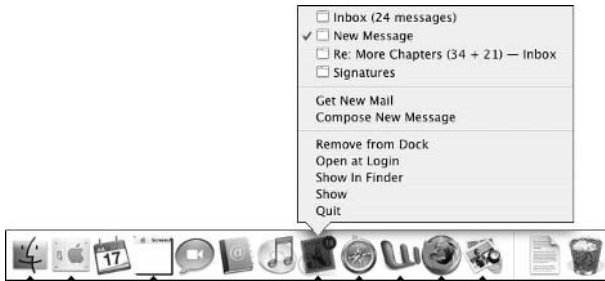 Inbox (24 messages)
✓ New Message
Re: More Chapters (34 + 21) — Inbox
Signatures
Get New Mail
Compose New Message
Remove from Dock
Open at Login
Show In Finder
Show
Quit
17
@